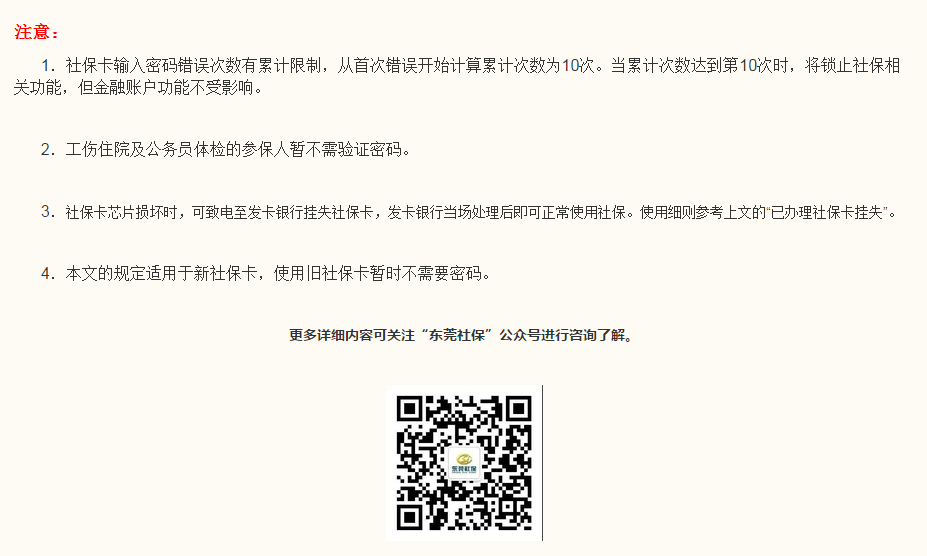 注意：
1．社保卡输入密码错误次数有累计限制，从首次错误开始计算累计次数为10次。当累计次数达到第10次时，将锁止社保相
关功能，但金融账户功能不受影响。
2．工伤住院及公务员体检的参保人暂不需验证密码。
3．社保卡芯片损坏时，可致电至发卡银行挂失社保卡，发卡银行当场处理后即可正常使用社保。使用细则参考上文的“已办理社保卡挂失”。
4．本文的规定适用于新社保卡，使用旧社保卡暂时不需要密码。
更多详细内容可关注“东莞社保”公众号进行咨询了解。
东莞社保